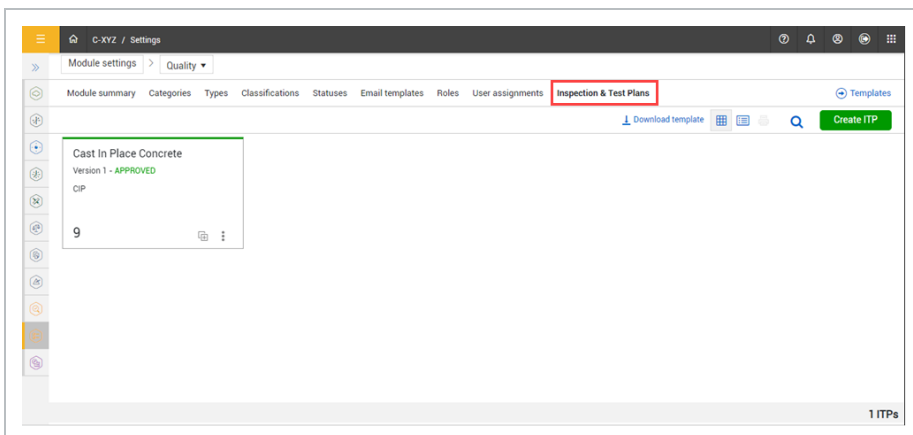 C-XYZ / Settings
Module settings > Quality
Module summary Categories Types Classifications Statuses Email templates Roles User assignments Inspection & Test Plans Templates
Download template Create ITP
Cast In Place Concrete
Version 1 - APPROVED
CIP
9
1 ITPs